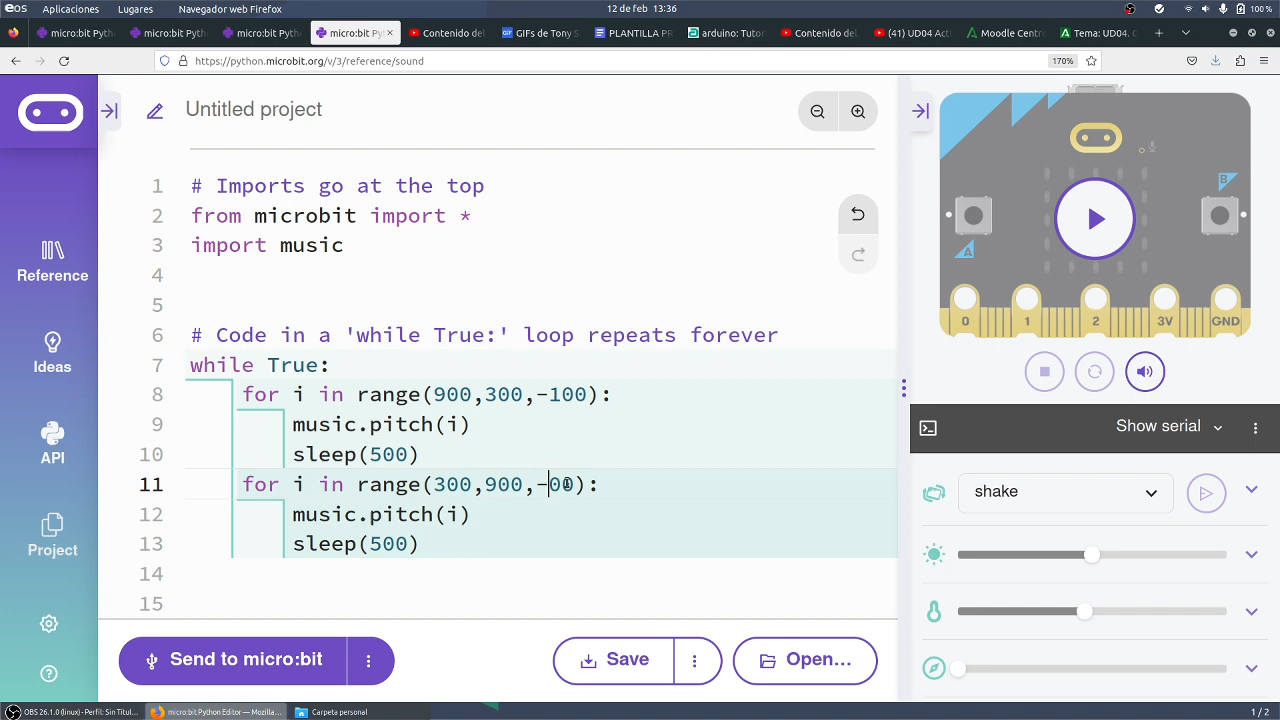 EOS Aplicaciones Lugares Navegador web Firefox 12 de feb 13:36 100 %
micro:bit Pyth micro:bit Pyth micro:bit Pyth micro:bit Py Contenido del GIFs de Tony S PLANTILLA PR arduino: Tutor Contenido del (41) UD04 Acti Moodle Centro Tema: UD04. C
https://python.microbit.org/v/3/reference/sound 170%
Untitled project
Reference
Ideas
API
Project
1 # Imports go at the top
2 from microbit import *
3 import music
4
5
6 # Code in a 'while True:' loop repeats forever
7 while True:
8 for i in range(900,300,-100):
9 music.pitch(i)
10 sleep(500)
11 for i in range(300,900,-00):
12 music.pitch(i)
13 sleep(500)
14
15
Send to micro:bit
Save
Open...
A
B
0 1 2 3V GND
Show serial
shake
OBS 26.1.0 (linux) - Perfil: Sin Titul... micro:bit Python Editor — Mozilla... Carpeta personal 1 / 2